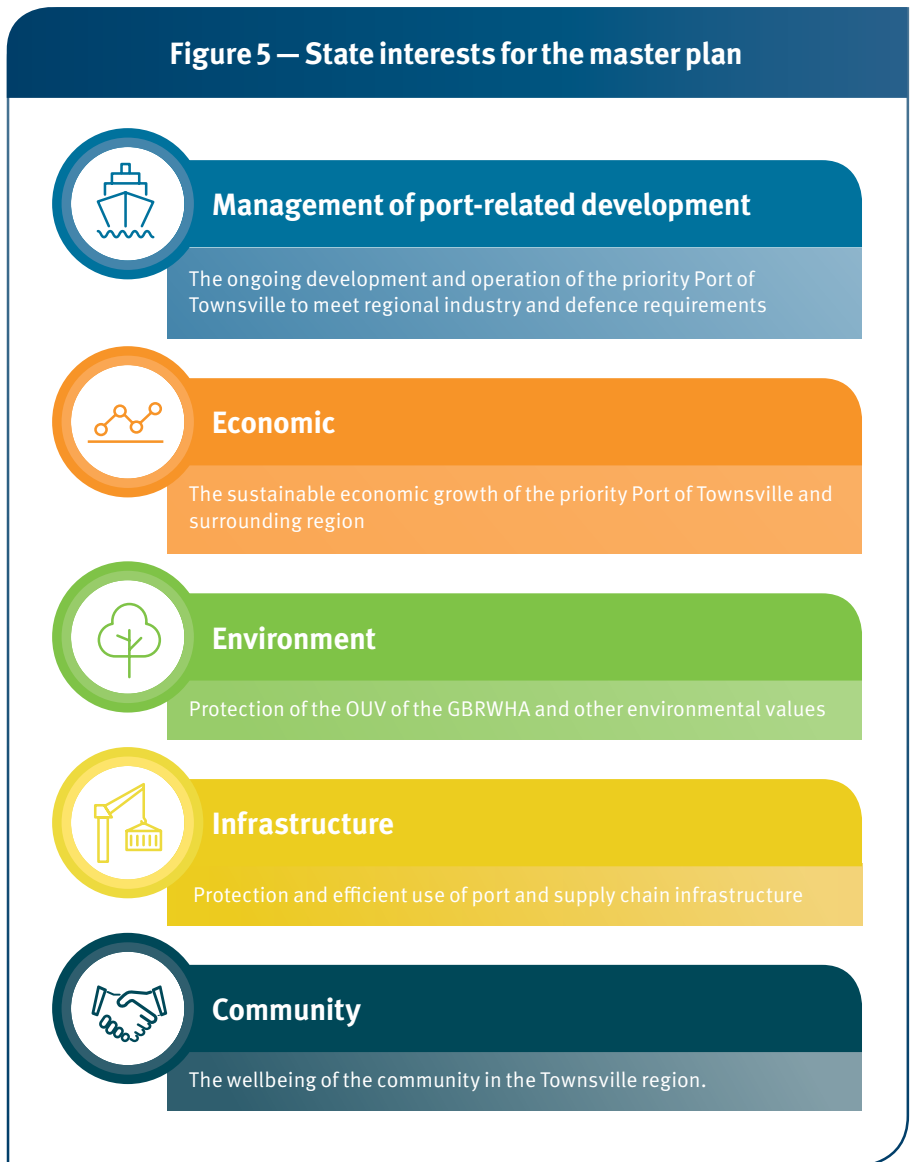 Figure 5 — State interests for the master plan
Management of port-related development
The ongoing development and operation of the priority Port of
Townsville to meet regional industry and defence requirements
Economic
The sustainable economic growth of the priority Port of Townsville and
surrounding region
Environment
Protection of the OUV of the GBRWHA and other environmental values
Infrastructure
Protection and efficient use of port and supply chain infrastructure
Community
The wellbeing of the community in the Townsville region.